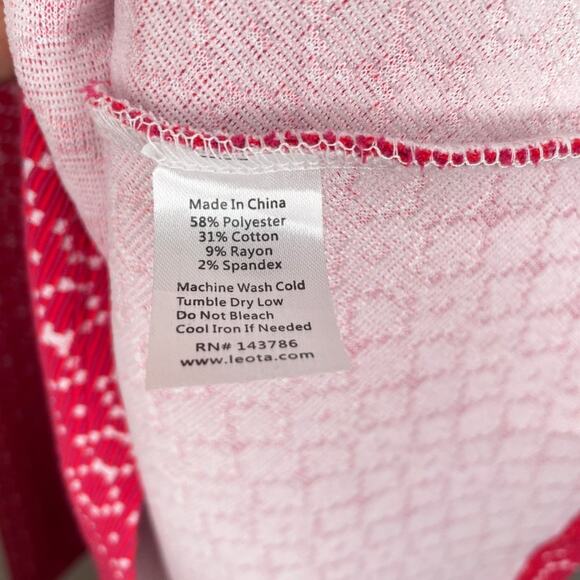 Made In China
58% Polyester
31% Cotton
9% Rayon
2% Spandex
Machine Wash Cold
Tumble Dry Low
Do Not Bleach
Cool Iron If Needed
RN# 143786
www.leota.com